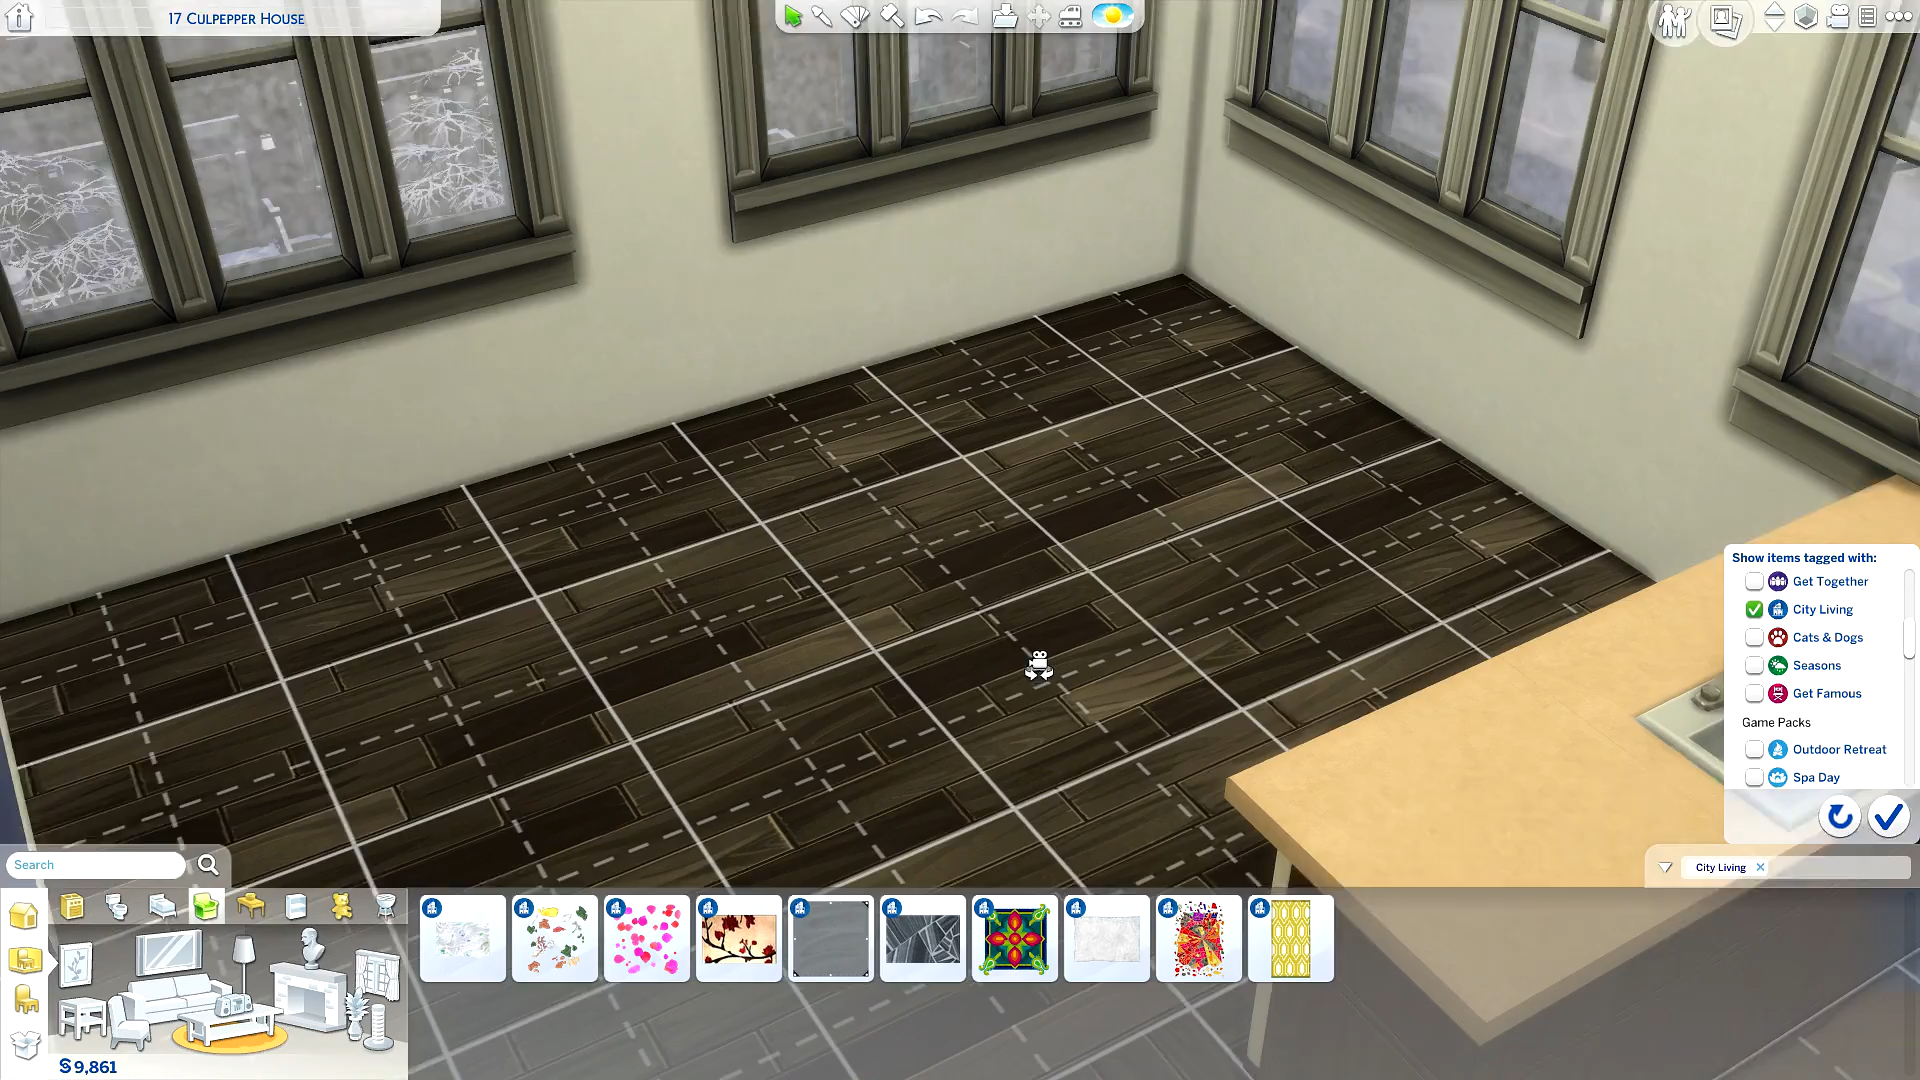 17 Culpepper House
Show items tagged with:
Get Together
City Living
Cats & Dogs
Seasons
Get Famous
Game Packs
Outdoor Retreat
Spa Day
Search
City Living
§9,861